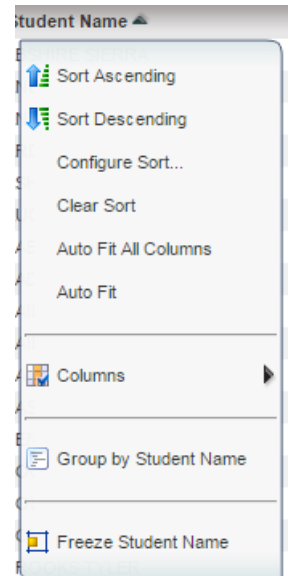 Student Name
Sort Ascending
Sort Descending
Configure Sort...
Clear Sort
Auto Fit All Columns
Auto Fit
Columns
Group by Student Name
Freeze Student Name